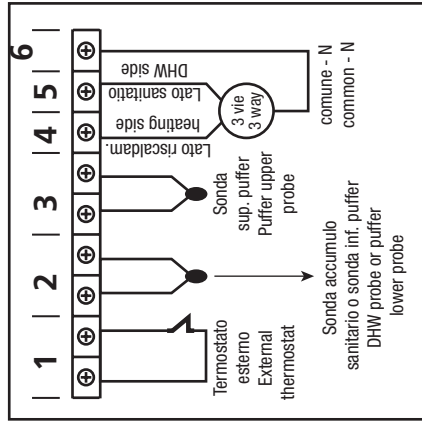 1
2
3
4
5
6
Termostato
esterno
External
thermostat
Sonda accumulo
sanitario o sonda inf. puffer
DHW probe or puffer
lower probe
Sonda
sup. puffer
Puffer upper
probe
Lato riscaldam.
heating side
Lato sanitatio
DHW side
3 vie
3 way
comune - N
common - N